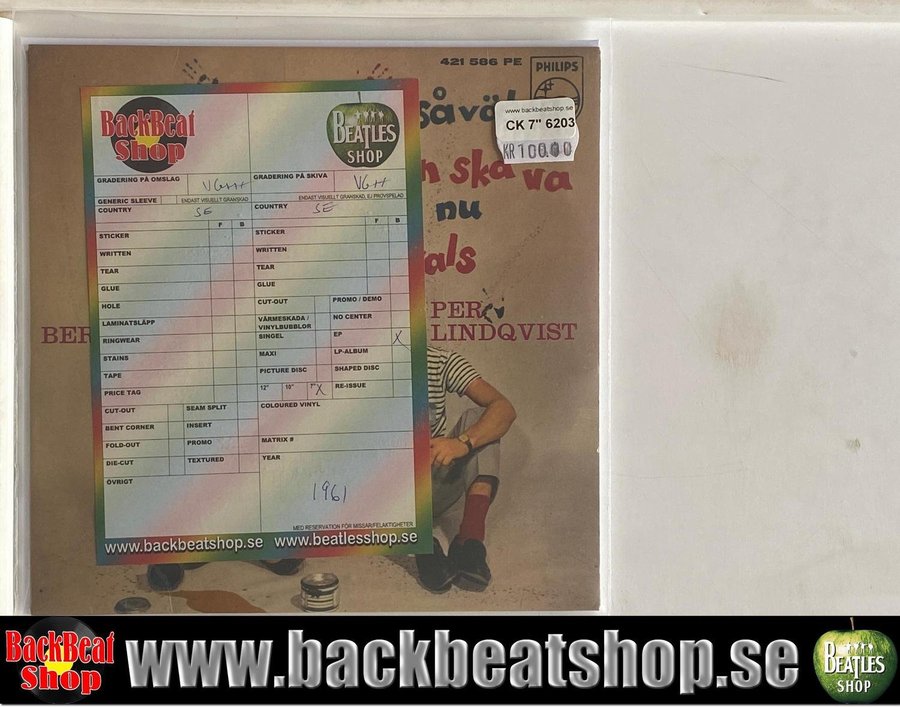 421 586 PE
PHILIPS
såväl
www.backbeatshop.se
CK 7" 6203
KR 100.00
n ska va
nu
vals
BER
PER
LINDQVIST
BackBeat
Shop
BEATLES
SHOP
GRADERING PÅ OMSLAG VG++
GRADERING PÅ SKIVA VG++
GENERIC SLEEVE
ENDAST VISUELLT GRANSKAD
ENDAST VISUELLT GRANSKAD, EJ PROVSPELAD
COUNTRY SE
COUNTRY SE
F B
F B
STICKER
STICKER
WRITTEN
WRITTEN
TEAR
TEAR
GLUE
GLUE
HOLE
CUT-OUT
PROMO / DEMO
LAMINATSLÄPP
VÄRMESKADA /
VINYLBUBBLOR
NO CENTER
RINGWEAR
SINGEL
EP X
STAINS
MAXI
LP-ALBUM
TAPE
PICTURE DISC
SHAPED DISC
PRICE TAG
12" 10" 7" X
RE-ISSUE
CUT-OUT
SEAM SPLIT
COLOURED VINYL
BENT CORNER
INSERT
FOLD-OUT
PROMO
MATRIX #
DIE-CUT
TEXTURED
YEAR
ÖVRIGT
1961
MED RESERVATION FÖR MISSAR/FELAKTIGHETER
www.backbeatshop.se www.beatlesshop.se
BackBeat
Shop
www.backbeatshop.se
BEATLES
SHOP